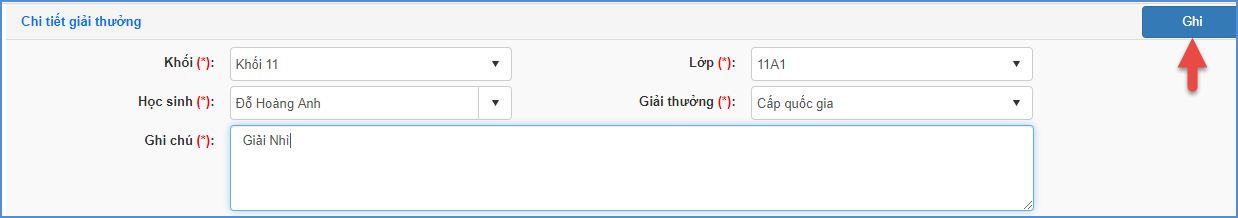 Chi tiết giải thưởng Ghi
Khối (*): Khối 11 Lớp (*): 11A1
Học sinh (*): Đỗ Hoàng Anh Giải thưởng (*): Cấp quốc gia
Ghi chú (*): Giải Nhì